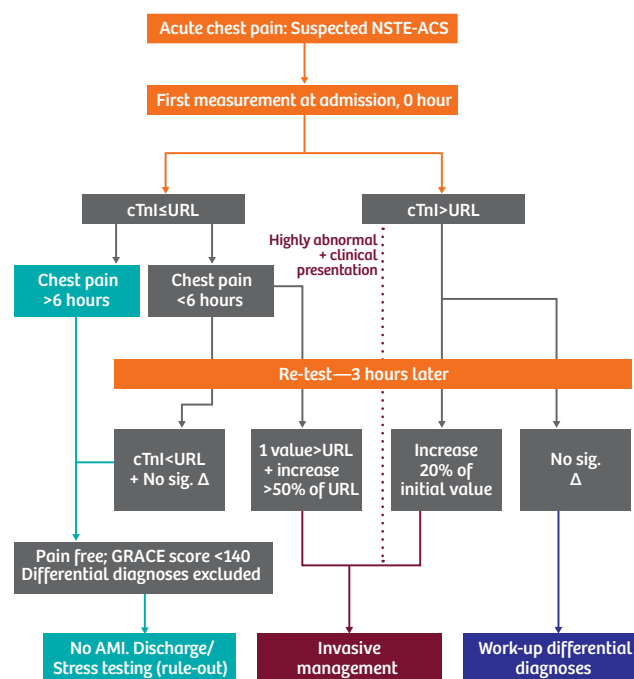 Acute chest pain: Suspected NSTE-ACS
First measurement at admission, 0 hour
cTnI≤URL
cTnI>URL
Highly abnormal
+ clinical
presentation
Chest pain
>6 hours
Chest pain
<6 hours
Re-test—3 hours later
cTnI<URL
+ No sig. Δ
1 value>URL
+ increase
>50% of URL
Increase
20% of
initial value
No sig.
Δ
Pain free; GRACE score <140
Differential diagnoses excluded
No AMI. Discharge/
Stress testing (rule-out)
Invasive
management
Work-up differential
diagnoses